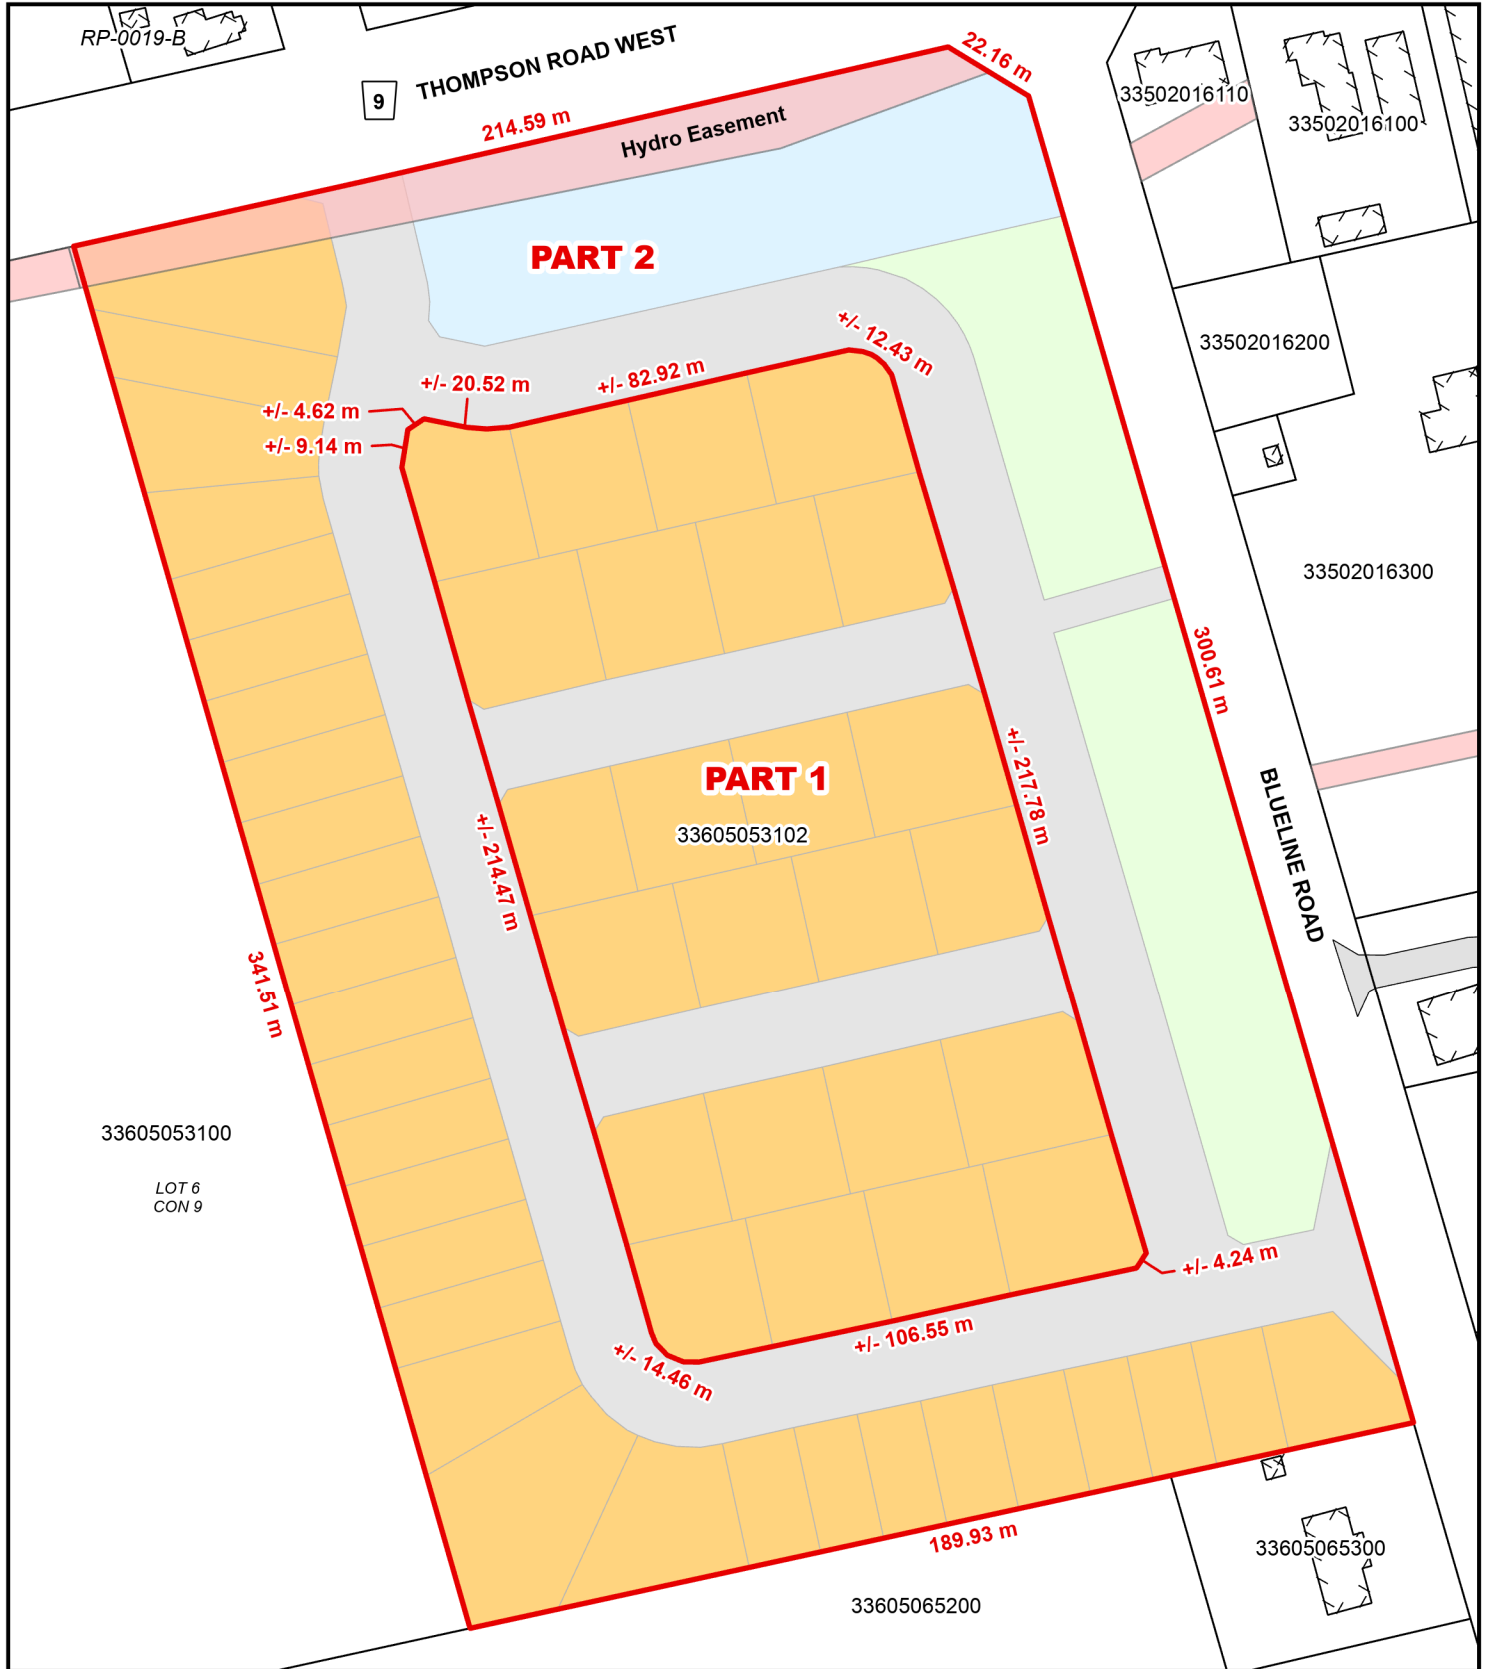 RP-0019-B
9
THOMPSON ROAD WEST
22.16 m
214.59 m
Hydro Easement
33502016110
33502016100
PART 2
+/- 12.43 m
33502016200
+/- 20.52 m
+/- 82.92 m
+/- 4.62 m
+/- 9.14 m
33502016300
300.61 m
PART 1
33605053102
+/- 217.78 m
+/- 214.47 m
BLUELINE ROAD
341.51 m
33605053100
LOT 6
CON 9
+/- 4.24 m
+/- 106.55 m
+/- 14.46 m
189.93 m
33605065300
33605065200